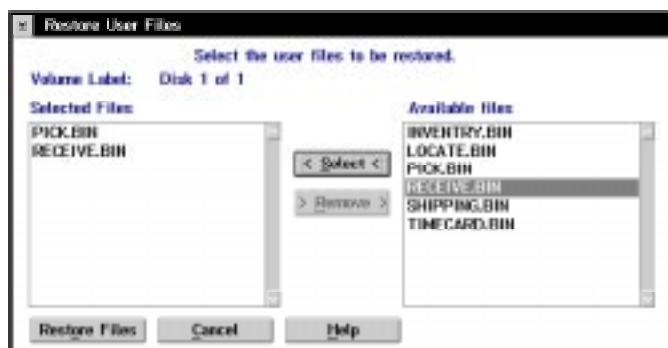 Restore User Files
Select the user files to be restored.
Volume Label: Disk 1 of 1
Selected Files
PICK.BIN
RECEIVE.BIN
< Select <
> Remove >
Available files
INVENTRY.BIN
LOCATE.BIN
PICK.BIN
RECEIVE.BIN
SHIPPING.BIN
TIMECARD.BIN
Restore Files
Cancel
Help